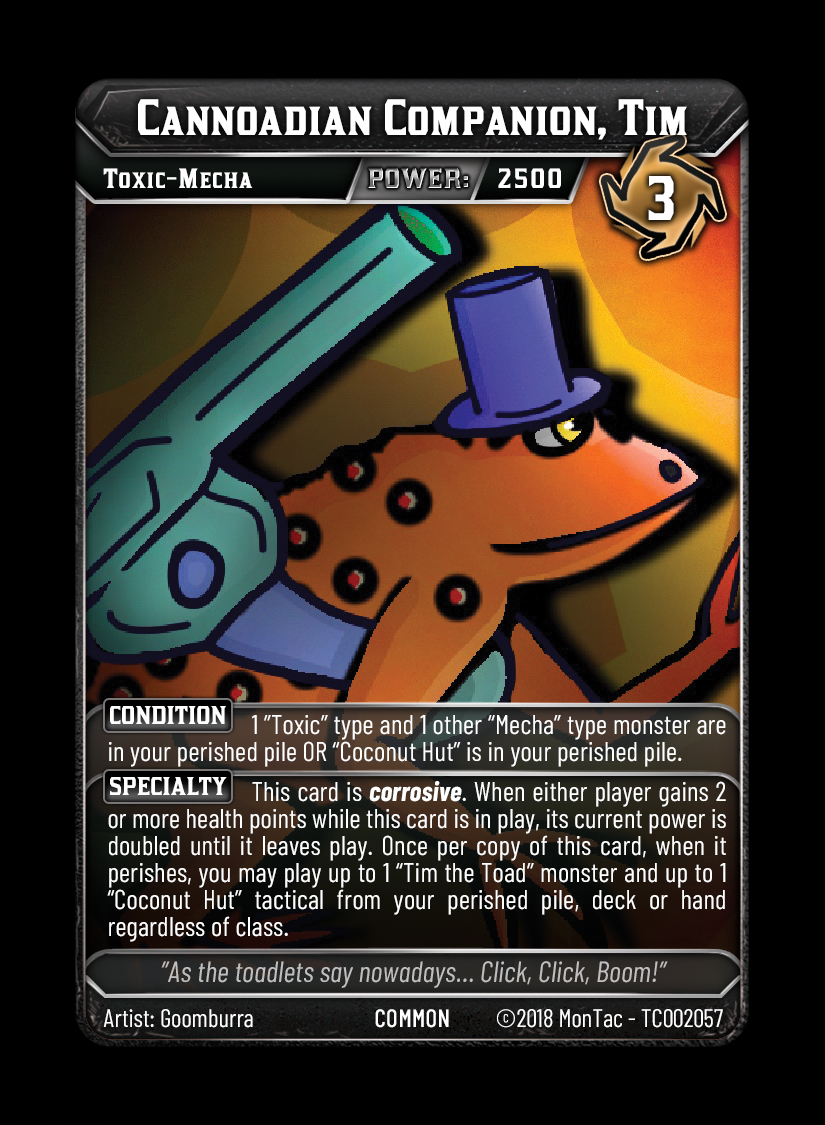 CANNOADIAN COMPANION, TIM
TOXIC-MECHA POWER: 2500
3
CONDITION 1 "Toxic" type and 1 other “Mecha” type monster are
in your perished pile OR “Coconut Hut” is in your perished pile.
SPECIALTY This card is corrosive. When either player gains 2
or more health points while this card is in play, its current power is
doubled until it leaves play. Once per copy of this card, when it
perishes, you may play up to 1 “Tim the Toad” monster and up to 1
“Coconut Hut” tactical from your perished pile, deck or hand
regardless of class.
“As the toadlets say nowadays... Click, Click, Boom!”
Artist: Goomburra COMMON ©2018 MonTac - TC002057